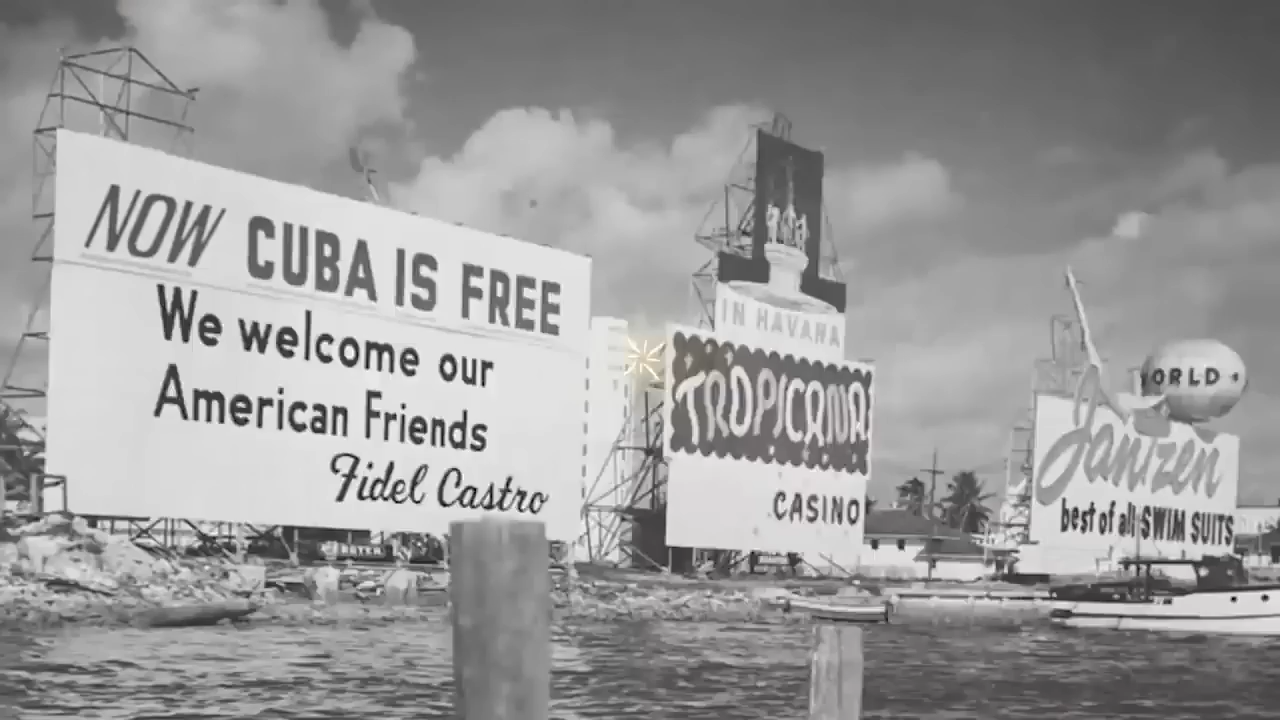 NOW CUBA IS FREE
We welcome our
American Friends
Fidel Castro
IN HAVANA
TROPICANA
CASINO
ORLD
Jantzen
best of all SWIM SUITS